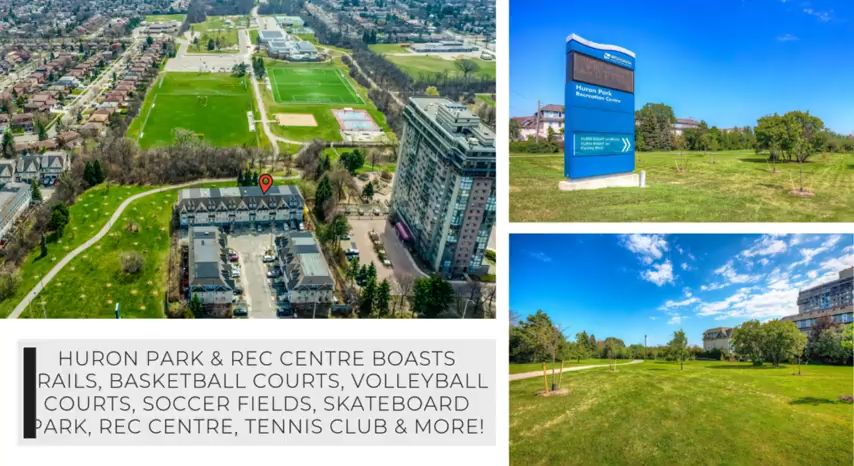 Huron Park
Recreation Centre
HURON PARK & REC CENTRE BOASTS
RAILS, BASKETBALL COURTS, VOLLEYBALL
COURTS, SOCCER FIELDS, SKATEBOARD
PARK, REC CENTRE, TENNIS CLUB & MORE!